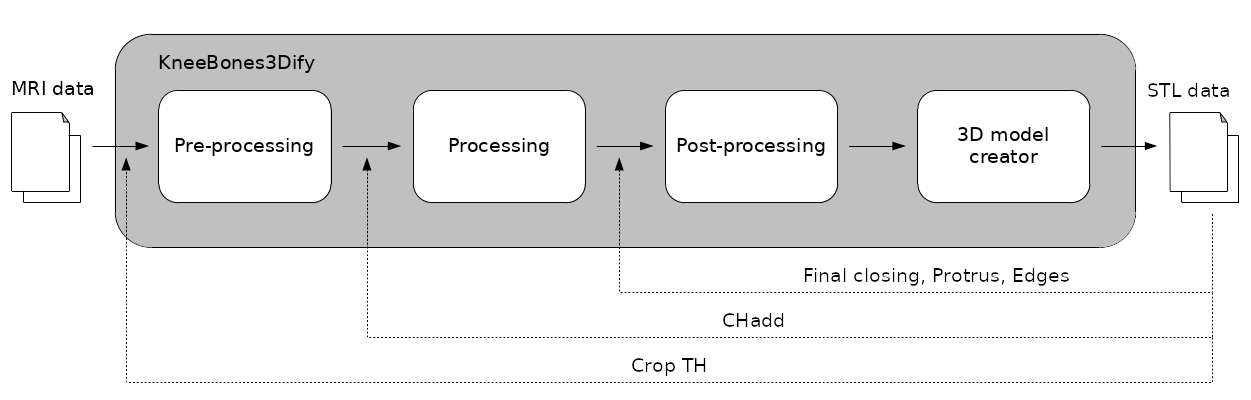 KneeBones3Dify
MRI data
STL data
Pre-processing
Processing
Post-processing
3D model
creator
Final closing, Protrus, Edges
CHadd
Crop TH